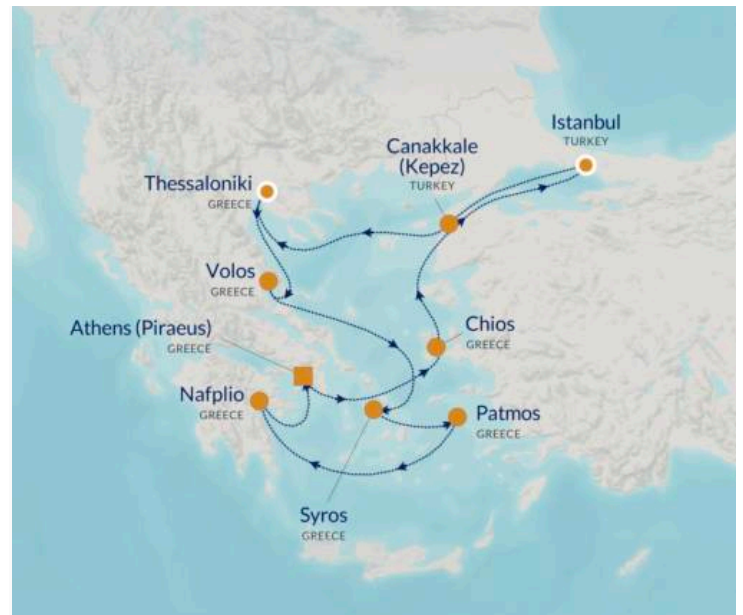 Istanbul
TURKEY
Canakkale
(Kepez)
TURKEY
Thessaloniki
GREECE
Volos
GREECE
Athens (Piraeus)
GREECE
Chios
GREECE
Nafplio
GREECE
Patmos
GREECE
Syros
GREECE